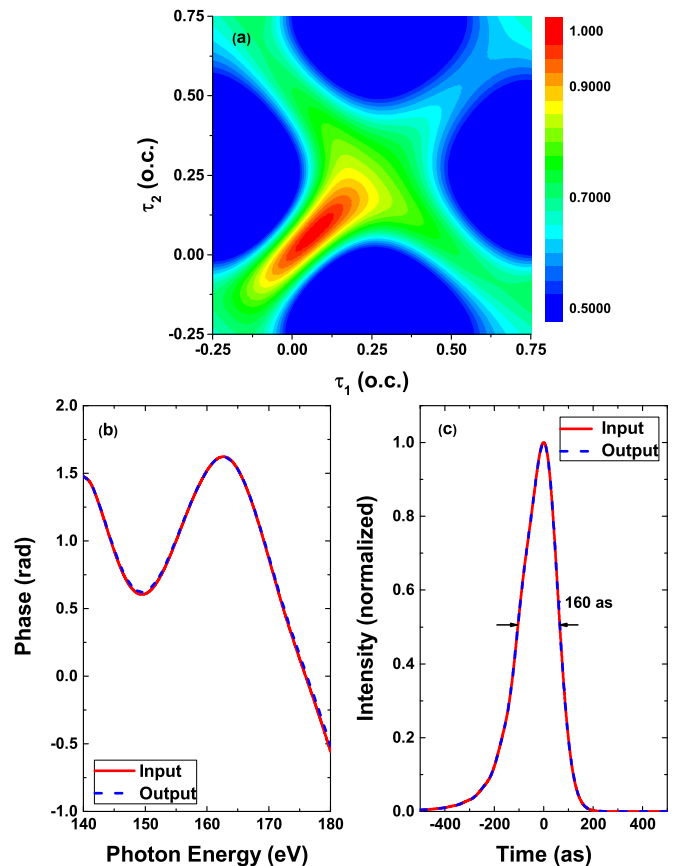 (a)
0.75
0.50
0.25
0.00
-0.25
τ2 (o.c.)
-0.25 0.00 0.25 0.50 0.75
τ1 (o.c.)
1.000
0.9000
0.7000
0.5000
(b)
2.0
1.5
1.0
0.5
0.0
-0.5
-1.0
Phase (rad)
Input
Output
140 150 160 170 180
Photon Energy (eV)
(c)
Input
Output
1.0
0.8
0.6
0.4
0.2
0.0
Intensity (normalized)
160 as
-400 -200 0 200 400
Time (as)